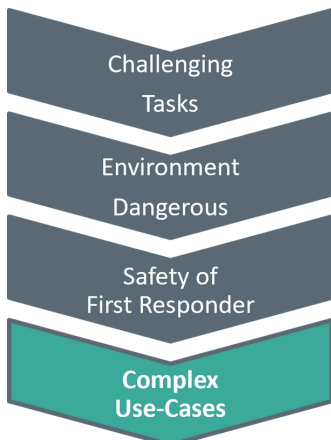 Challenging
Tasks
Environment
Dangerous
Safety of
First Responder
Complex
Use-Cases